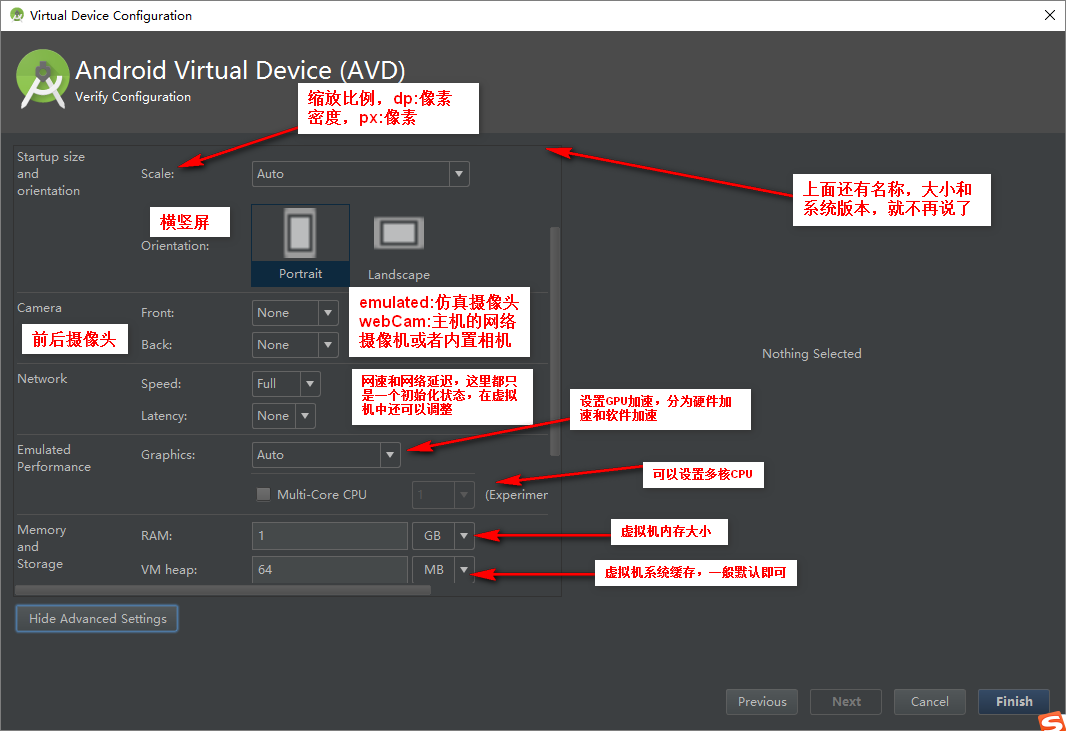 Virtual Device Configuration
Android Virtual Device (AVD)
Verify Configuration
缩放比例，dp:像素
密度，px:像素
Startup size
and
orientation
Scale:
Auto
上面还有名称，大小和
系统版本，就不再说了
横竖屏
Orientation:
Portrait
Landscape
Camera
Front:
None
emulated:仿真摄像头
webCam:主机的网络
摄像机或者内置相机
前后摄像头
Back:
None
Nothing Selected
Network
Speed:
Full
网速和网络延迟，这里都只
是一个初始化状态，在虚拟
机中还可以调整
Latency:
None
设置GPU加速，分为硬件加
速和软件加速
Emulated
Performance
Graphics:
Auto
可以设置多核CPU
Multi-Core CPU
1
(Experimer
Memory
and
Storage
RAM:
1
GB
虚拟机内存大小
VM heap:
64
MB
虚拟机系统缓存，一般默认即可
Hide Advanced Settings
Previous
Next
Cancel
Finish